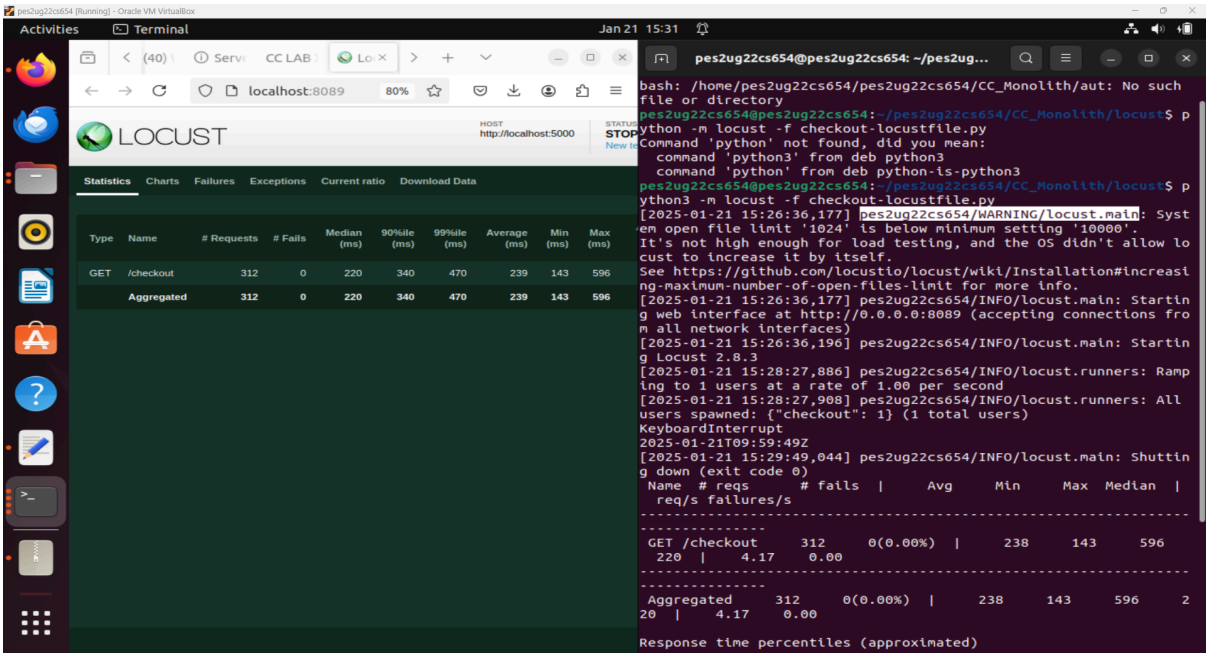 pes2ug22cs654 [Running] - Oracle VM VirtualBox
Activities Terminal Jan 21 15:31
(40) Serve CC LAB Lo
localhost:8089 80%
LOCUST
HOST
http://localhost:5000
STATUS
STOP
New te
Statistics Charts Failures Exceptions Current ratio Download Data
Type Name # Requests # Fails Median (ms) 90%ile (ms) 99%ile (ms) Average (ms) Min (ms) Max (ms)
GET /checkout 312 0 220 340 470 239 143 596
Aggregated 312 0 220 340 470 239 143 596
pes2ug22cs654@pes2ug22cs654: ~/pes2ug...
bash: /home/pes2ug22cs654/pes2ug22cs654/CC_Monolith/aut: No such
file or directory
pes2ug22cs654@pes2ug22cs654:~/pes2ug22cs654/CC_Monolith/locust$ p
ython -m locust -f checkout-locustfile.py
Command 'python' not found, did you mean:
  command 'python3' from deb python3
  command 'python' from deb python-is-python3
pes2ug22cs654@pes2ug22cs654:~/pes2ug22cs654/CC_Monolith/locust$ p
ython3 -m locust -f checkout-locustfile.py
[2025-01-21 15:26:36,177] pes2ug22cs654/WARNING/locust.main: Syst
em open file limit '1024' is below minimum setting '10000'.
It's not high enough for load testing, and the OS didn't allow lo
cust to increase it by itself.
See https://github.com/locustio/locust/wiki/Installation#increasi
ng-maximum-number-of-open-files-limit for more info.
[2025-01-21 15:26:36,177] pes2ug22cs654/INFO/locust.main: Startin
g web interface at http://0.0.0.0:8089 (accepting connections fro
m all network interfaces)
[2025-01-21 15:26:36,196] pes2ug22cs654/INFO/locust.main: Startin
g Locust 2.8.3
[2025-01-21 15:28:27,886] pes2ug22cs654/INFO/locust.runners: Ramp
ing to 1 users at a rate of 1.00 per second
[2025-01-21 15:28:27,908] pes2ug22cs654/INFO/locust.runners: All
users spawned: {"checkout": 1} (1 total users)
KeyboardInterrupt
2025-01-21T09:59:49Z
[2025-01-21 15:29:49,044] pes2ug22cs654/INFO/locust.main: Shuttin
g down (exit code 0)
 Name # reqs # fails | Avg Min Max Median |
 req/s failures/s
--------------------------------------------------------------------------------
 GET /checkout 312 0(0.00%) | 238 143 596
 220 | 4.17 0.00
--------------------------------------------------------------------------------
 Aggregated 312 0(0.00%) | 238 143 596 2
20 | 4.17 0.00
Response time percentiles (approximated)